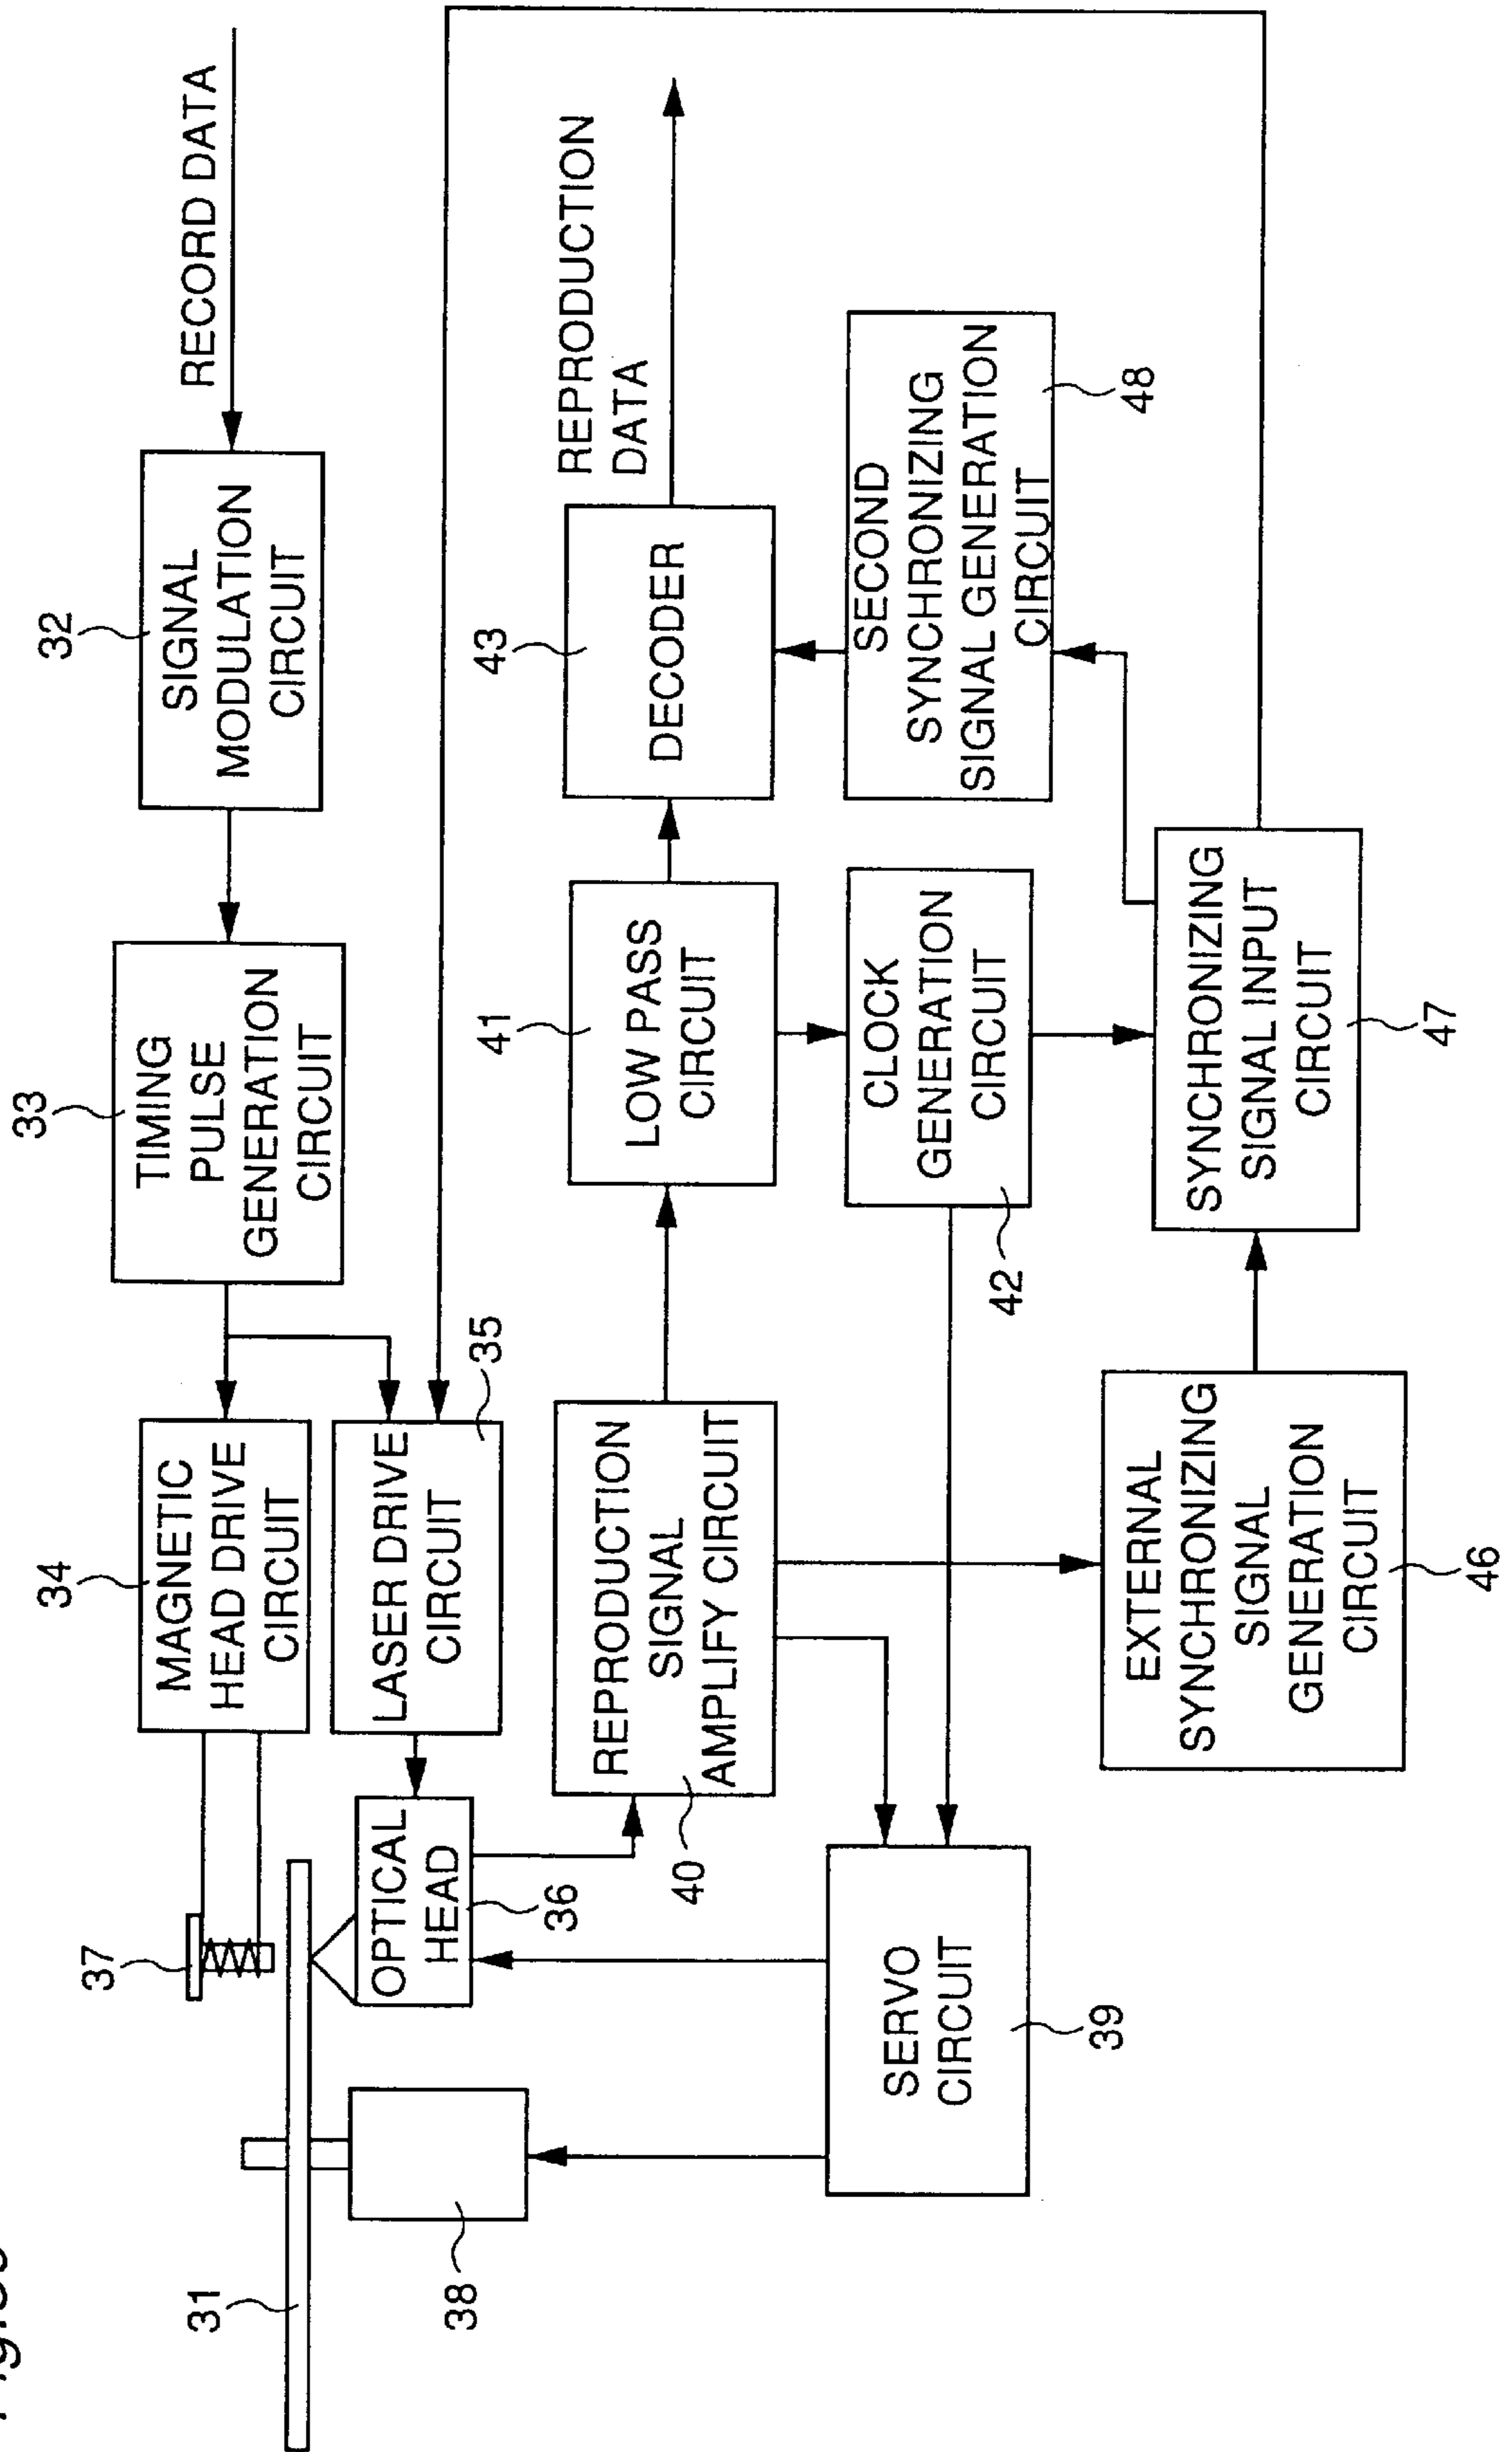 RECORD DATA
32
SIGNAL
MODULATION
CIRCUIT
33
TIMING
PULSE
GENERATION
CIRCUIT
34
MAGNETIC
HEAD DRIVE
CIRCUIT
35
LASER DRIVE
CIRCUIT
37
OPTICAL
HEAD
36
31
38
REPRODUCTION
DATA
43
DECODER
41
LOW PASS
CIRCUIT
REPRODUCTION
SIGNAL
AMPLIFY CIRCUIT
40
SECOND
SYNCHRONIZING
SIGNAL GENERATION
CIRCUIT
48
CLOCK
GENERATION
CIRCUIT
42
SERVO
CIRCUIT
39
SYNCHRONIZING
SIGNAL INPUT
CIRCUIT
47
EXTERNAL
SYNCHRONIZING
SIGNAL
GENERATION
CIRCUIT
46